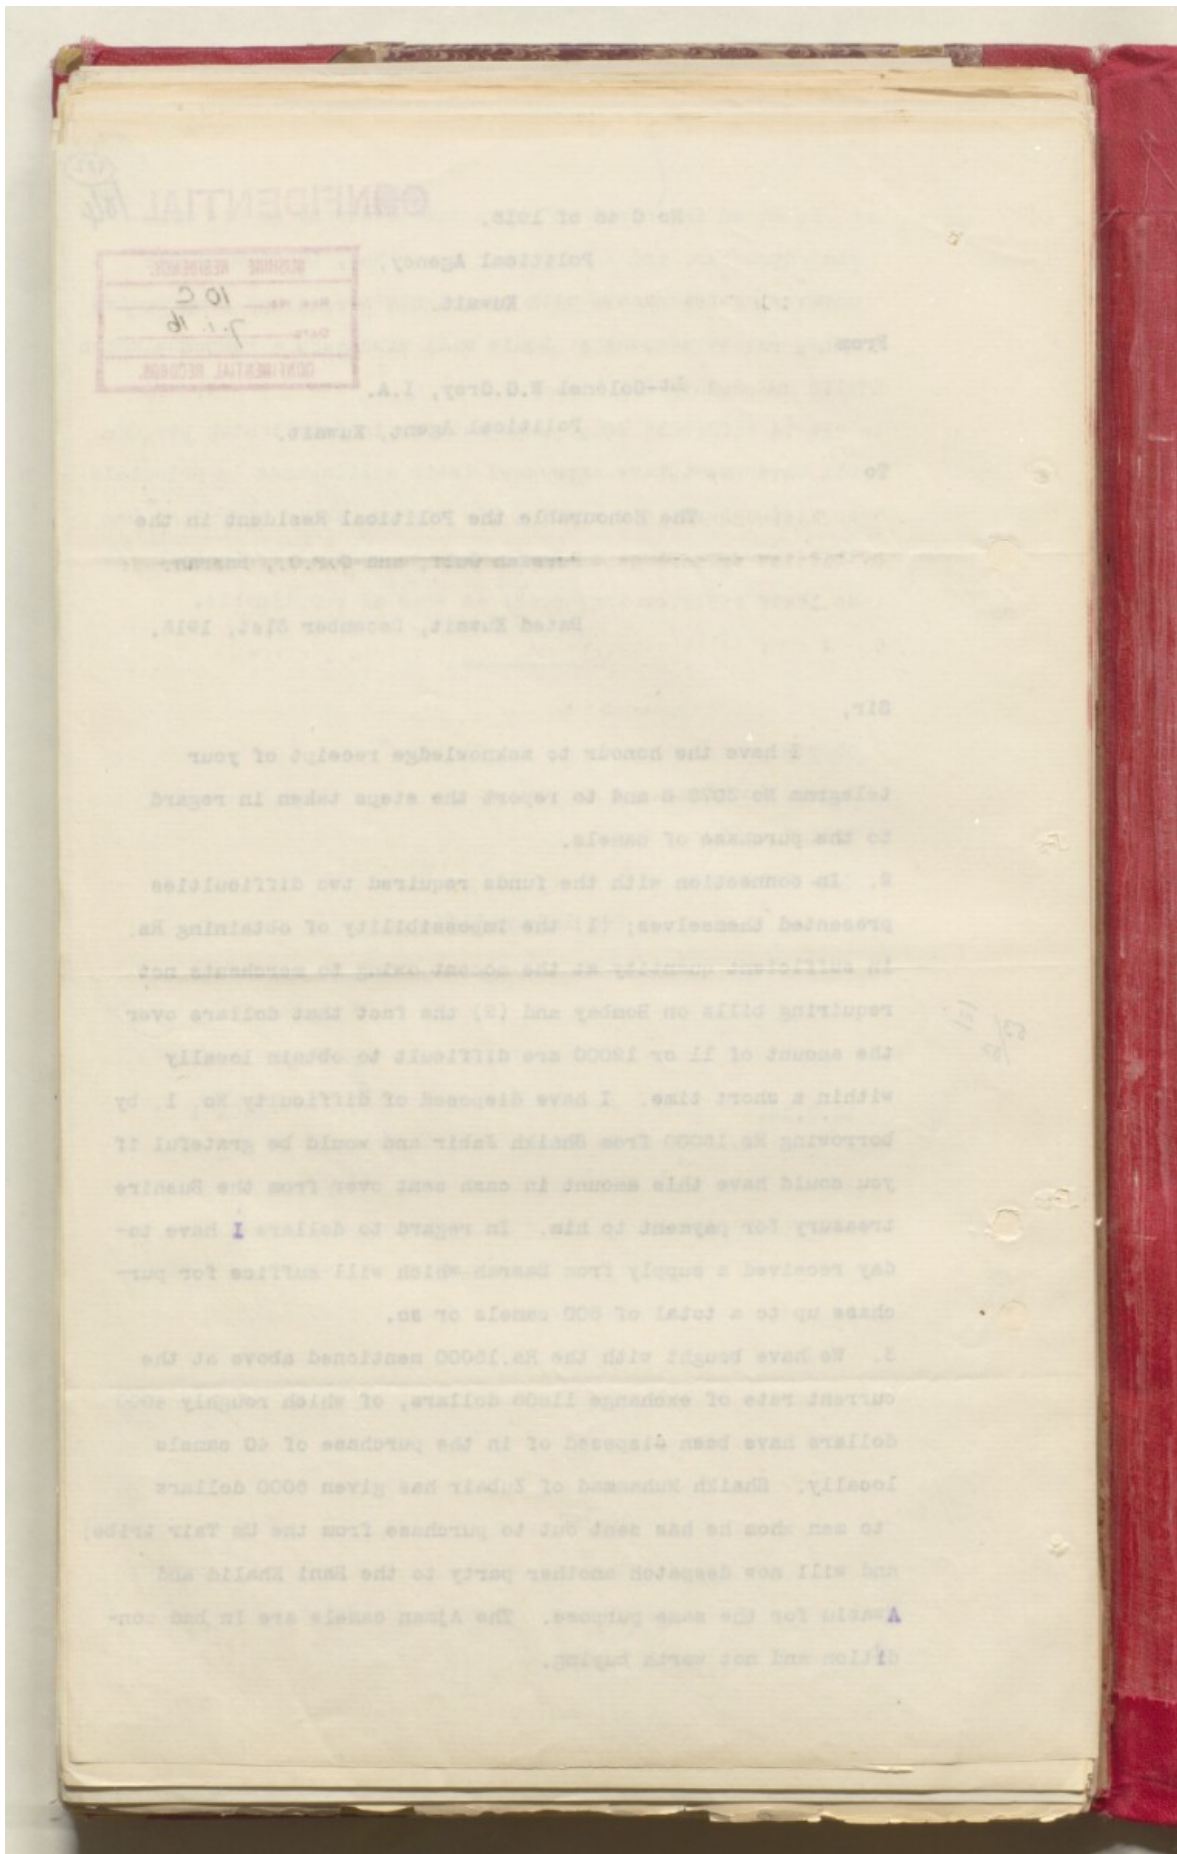 CONFIDENTIAL
No C 48 of 1915.
BUSHIRE RESIDENCY.
10 C
7.1.16
CONFIDENTIAL RECORDS.
Political Agency,
Kuwait.
From
Lt-Colonel W.G.Grey, I.A.
Political Agent, Kuwait.
To
The Honourable the Political Resident in the
Persian Gulf, and C.P.O., Basrah.
Dated Kuwait, December 31st, 1915.
Sir,
I have the honour to acknowledge receipt of your
telegram No and to report the steps taken in regard
to the purchase of camels.
2. In connection with the funds required two difficulties
presented themselves; (1) the impossibility of obtaining Rs
in sufficient quantity at the moment owing to merchants not
requiring bills on Bombay and (2) the fact that dollars over
the amount of 11 or 12000 are difficult to obtain locally
within a short time. I have disposed of difficulty No 1, by
borrowing Rs.15000 from Shaikh Jabir and would be grateful if
you could have this amount in cash sent over from the Bushire
treasury for payment to him. In regard to dollars I have to-
day received a supply from Basrah which will suffice for pur-
chase up to a total of 800 camels or so.
3. We have bought with the Rs.15000 mentioned above at the
current rate of exchange dollars, of which roughly
dollars have been disposed of in the purchase of 40 camels
locally. Shaikh Muhammad of Zubair has given 6000 dollars
to men whom he has sent out to purchase from the Um Tair tribe
and will now despatch another party to the Bani Khalid and
Awazim for the same purpose. The Ajman camels are in bad con-
dition and not worth buying.